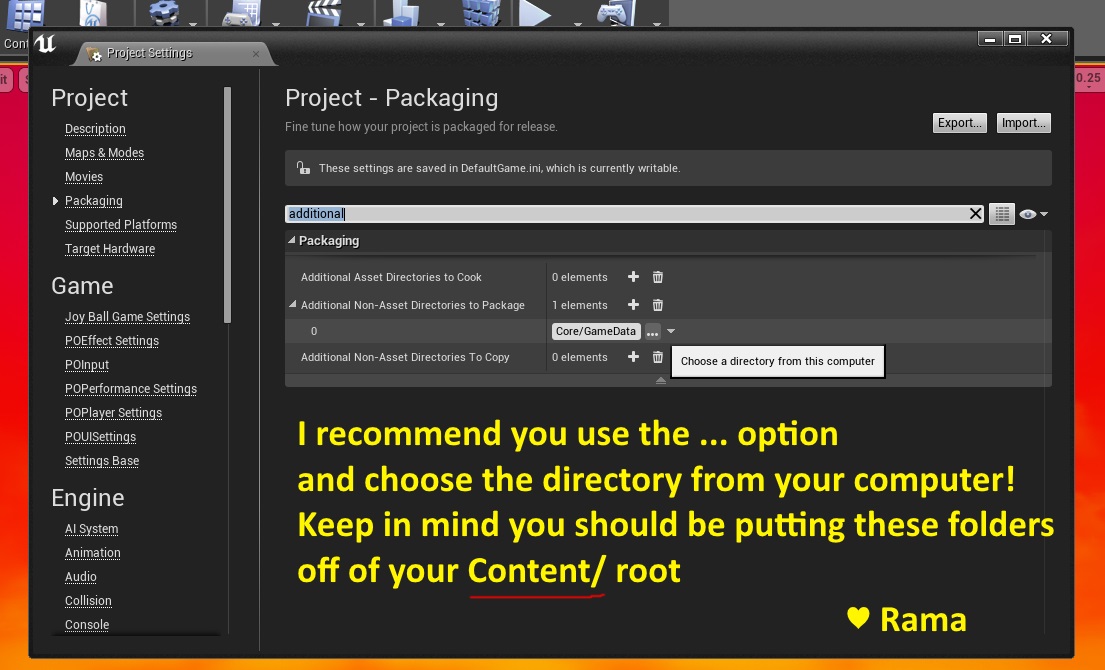 Cont
it
0.25
Project Settings
Project
Description
Maps & Modes
Movies
Packaging
Supported Platforms
Target Hardware
Game
Joy Ball Game Settings
POEffect Settings
POInput
POPerformance Settings
POPlayer Settings
POUISettings
Settings Base
Engine
AI System
Animation
Audio
Collision
Console
Project - Packaging
Fine tune how your project is packaged for release.
Export... Import...
These settings are saved in DefaultGame.ini, which is currently writable.
additional
Packaging
Additional Asset Directories to Cook 0 elements
Additional Non-Asset Directories to Package 1 elements
0 Core/GameData ...
Additional Non-Asset Directories To Copy 0 elements
Choose a directory from this computer
I recommend you use the ... option
and choose the directory from your computer!
Keep in mind you should be putting these folders
off of your Content/ root
♥ Rama